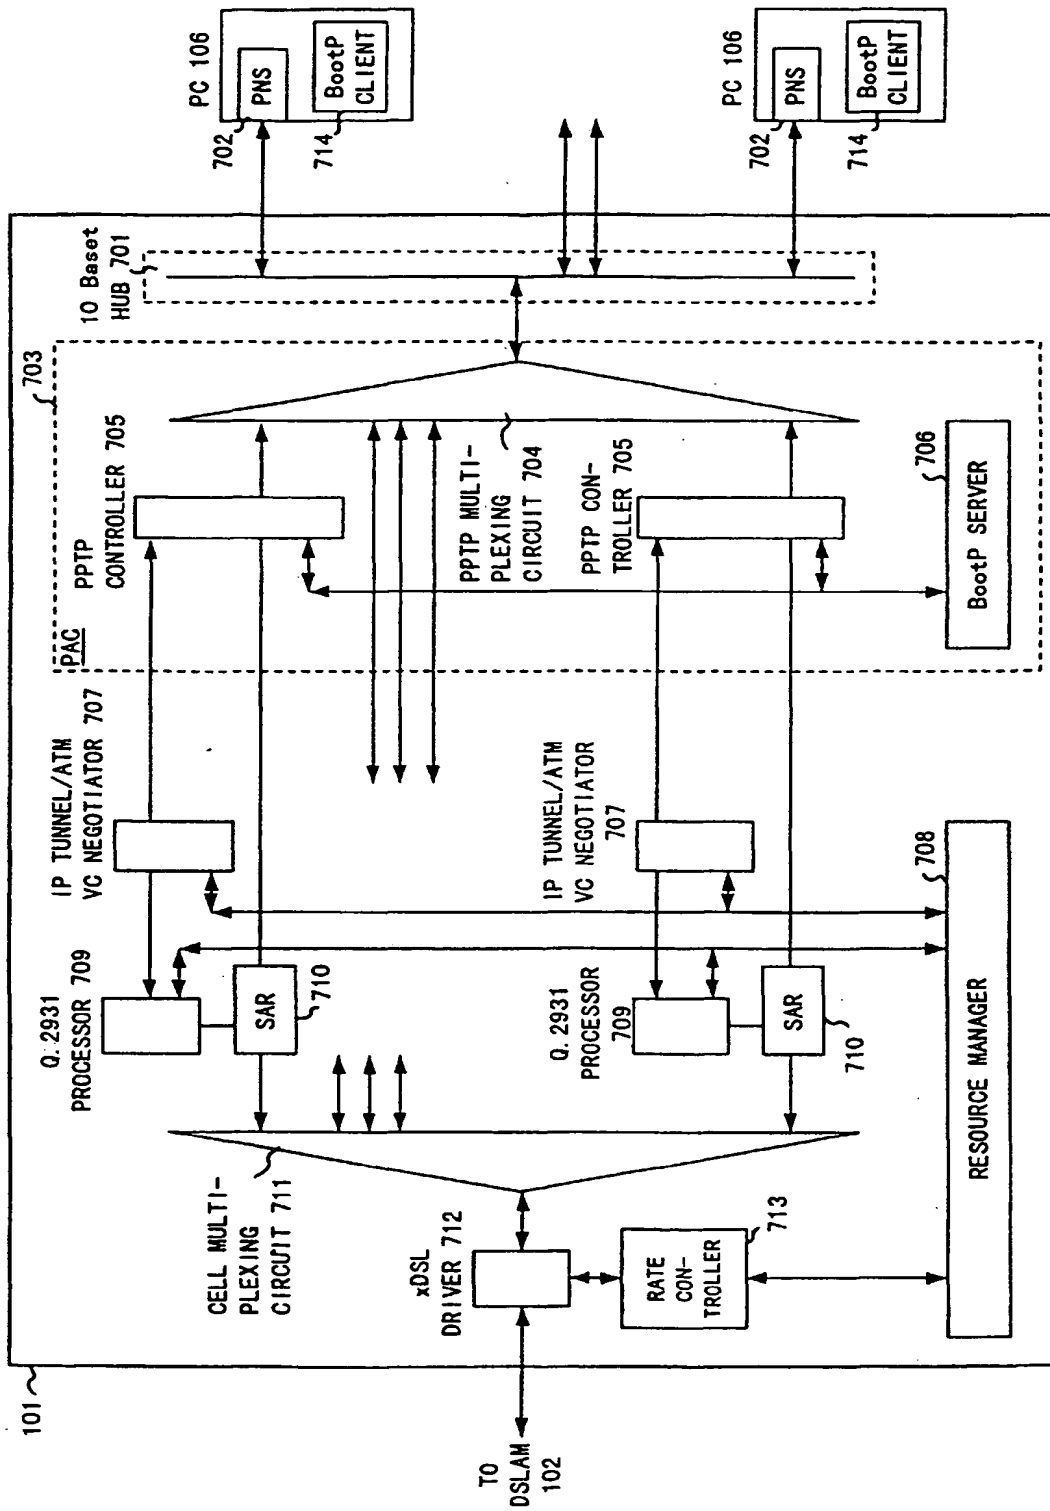 101
TO
DSLAM
102
CELL MULTI-
PLEXING
CIRCUIT 711
xDSL
DRIVER 712
RATE
CON-
TROLLER
713
Q.2931
PROCESSOR 709
SAR
710
Q.2931
PROCESSOR
709
SAR
710
RESOURCE MANAGER
708
IP TUNNEL/ATM
VC NEGOTIATOR 707
IP TUNNEL/ATM
VC NEGOTIATOR
707
PAC
703
PPTP
CONTROLLER 705
PPTP MULTI-
PLEXING
CIRCUIT 704
PPTP CON-
TROLLER 705
BootP SERVER
706
10 Baset
HUB 701
PC 106
PNS
702
BootP
CLIENT
714
PC 106
PNS
702
BootP
CLIENT
714